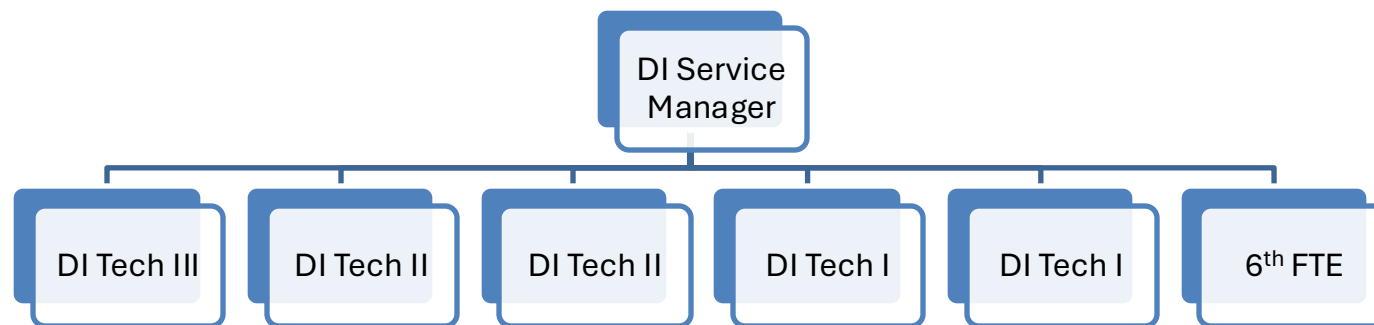 DI Service
Manager
DI Tech III
DI Tech II
DI Tech II
DI Tech I
DI Tech I
6th FTE